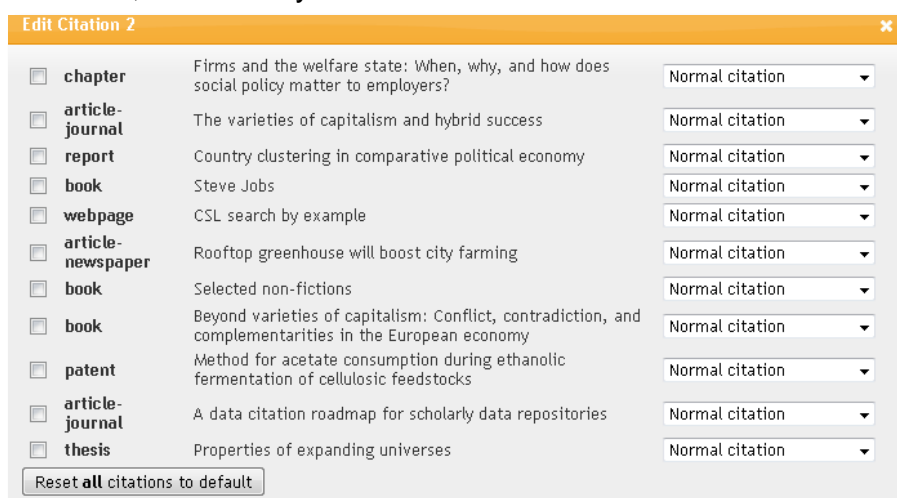 Edit Citation 2
chapter
Firms and the welfare state: When, why, and how does
social policy matter to employers?
Normal citation
article-
journal
The varieties of capitalism and hybrid success
Normal citation
report
Country clustering in comparative political economy
Normal citation
book
Steve Jobs
Normal citation
webpage
CSL search by example
Normal citation
article-
newspaper
Rooftop greenhouse will boost city farming
Normal citation
book
Selected non-fictions
Normal citation
book
Beyond varieties of capitalism: Conflict, contradiction, and
complementarities in the European economy
Normal citation
patent
Method for acetate consumption during ethanolic
fermentation of cellulosic feedstocks
Normal citation
article-
journal
A data citation roadmap for scholarly data repositories
Normal citation
thesis
Properties of expanding universes
Normal citation
Reset all citations to default